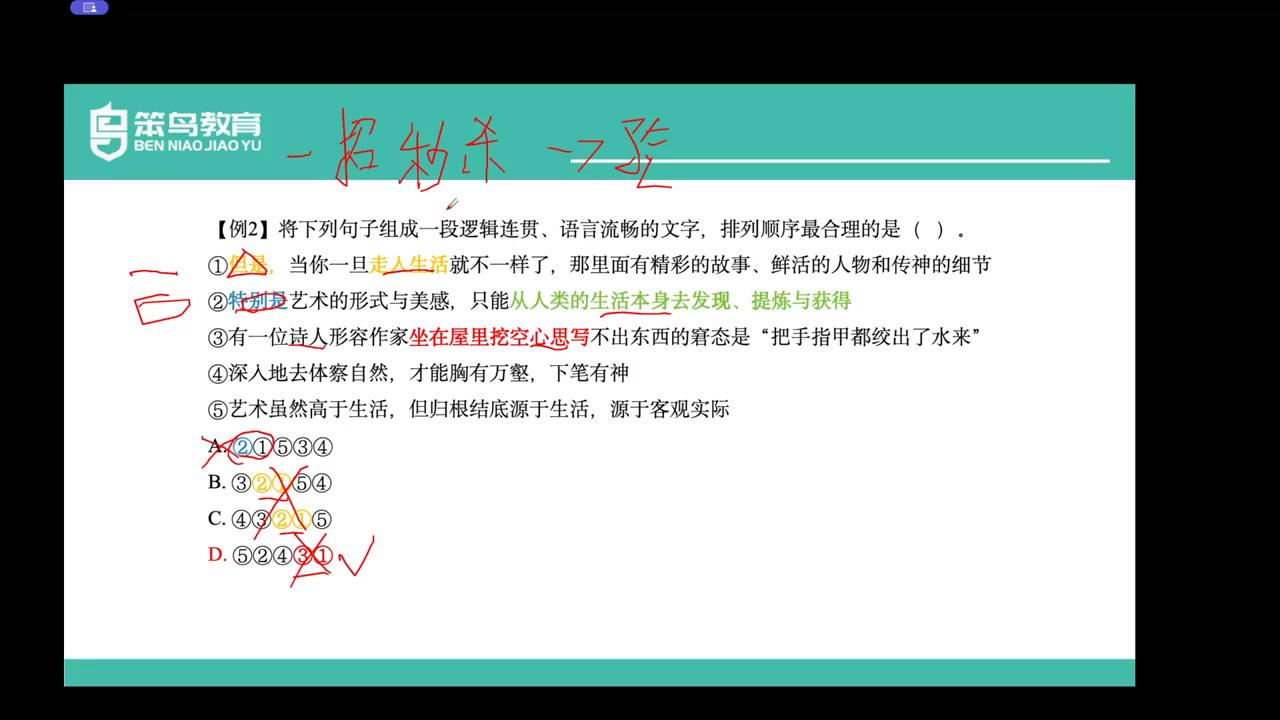 笨鸟教育
BEN NIAO JIAO YU
一招秒杀 -->
【例2】将下列句子组成一段逻辑连贯、语言流畅的文字，排列顺序最合理的是（ ）。
①但是，当你一旦走入生活就不一样了，那里面有精彩的故事、鲜活的人物和传神的细节
②特别是艺术的形式与美感，只能从人类的生活本身去发现、提炼与获得
③有一位诗人形容作家坐在屋里挖空心思写不出东西的窘态是“把手指甲都绞出了水来”
④深入地去体察自然，才能胸有万壑，下笔有神
⑤艺术虽然高于生活，但归根结底源于生活，源于客观实际
A. ②①⑤③④
B. ③②①⑤④
C. ④③②①⑤
D. ⑤②④③①